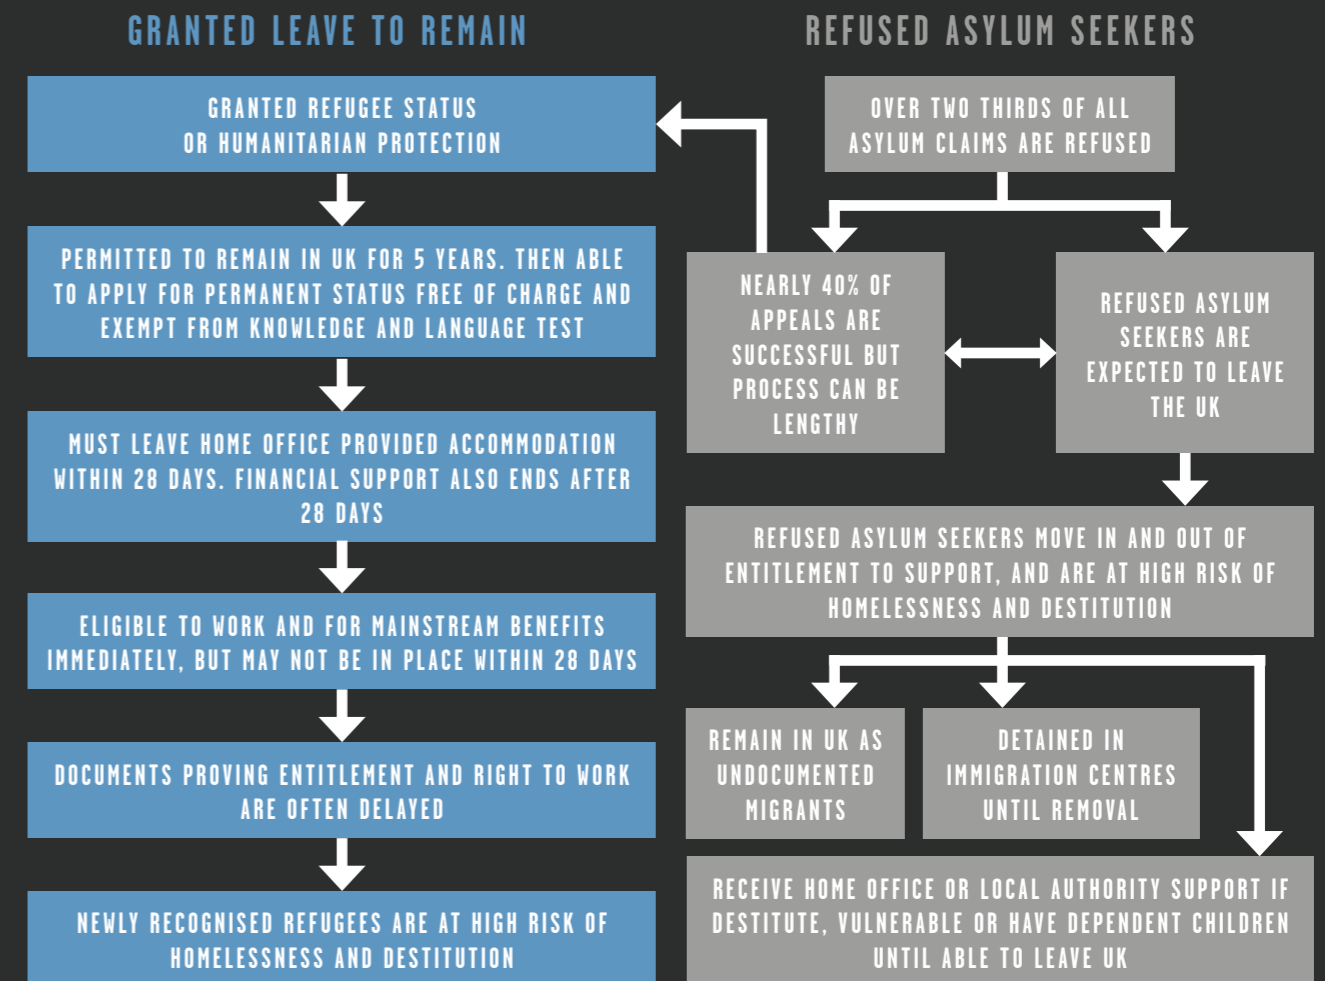 GRANTED LEAVE TO REMAIN
GRANTED REFUGEE STATUS
OR HUMANITARIAN PROTECTION
PERMITTED TO REMAIN IN UK FOR 5 YEARS. THEN ABLE
TO APPLY FOR PERMANENT STATUS FREE OF CHARGE AND
EXEMPT FROM KNOWLEDGE AND LANGUAGE TEST
MUST LEAVE HOME OFFICE PROVIDED ACCOMMODATION
WITHIN 28 DAYS. FINANCIAL SUPPORT ALSO ENDS AFTER
28 DAYS
ELIGIBLE TO WORK AND FOR MAINSTREAM BENEFITS
IMMEDIATELY, BUT MAY NOT BE IN PLACE WITHIN 28 DAYS
DOCUMENTS PROVING ENTITLEMENT AND RIGHT TO WORK
ARE OFTEN DELAYED
NEWLY RECOGNISED REFUGEES ARE AT HIGH RISK OF
HOMELESSNESS AND DESTITUTION
REFUSED ASYLUM SEEKERS
OVER TWO THIRDS OF ALL
ASYLUM CLAIMS ARE REFUSED
NEARLY 40% OF
APPEALS ARE
SUCCESSFUL BUT
PROCESS CAN BE
LENGTHY
REFUSED ASYLUM
SEEKERS ARE
EXPECTED TO LEAVE
THE UK
REFUSED ASYLUM SEEKERS MOVE IN AND OUT OF
ENTITLEMENT TO SUPPORT, AND ARE AT HIGH RISK OF
HOMELESSNESS AND DESTITUTION
REMAIN IN UK AS
UNDOCUMENTED
MIGRANTS
DETAINED IN
IMMIGRATION CENTRES
UNTIL REMOVAL
RECEIVE HOME OFFICE OR LOCAL AUTHORITY SUPPORT IF
DESTITUTE, VULNERABLE OR HAVE DEPENDENT CHILDREN
UNTIL ABLE TO LEAVE UK